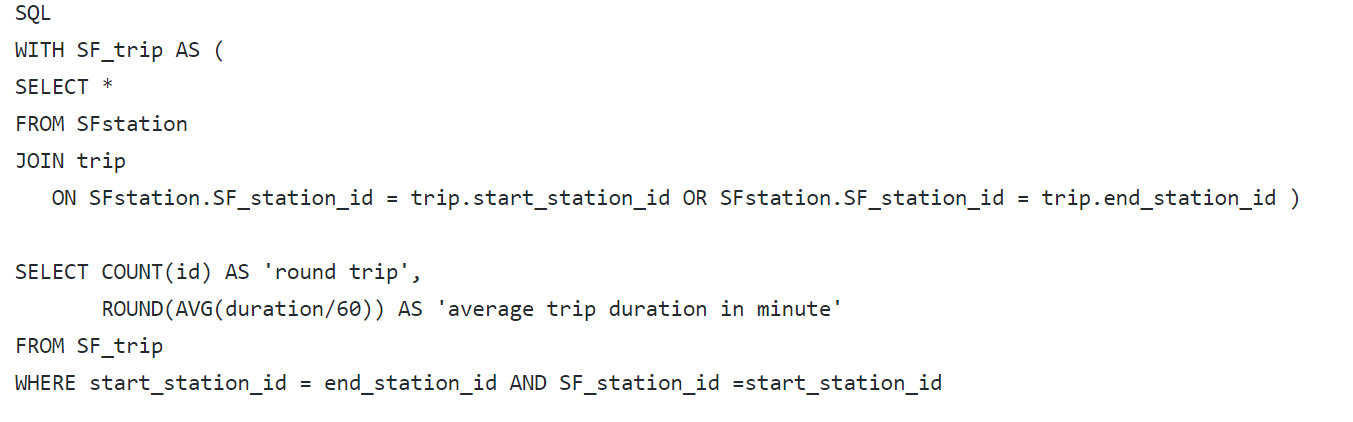 SQL
WITH SF_trip AS (
SELECT *
FROM SFstation
JOIN trip
   ON SFstation.SF_station_id = trip.start_station_id OR SFstation.SF_station_id = trip.end_station_id )

SELECT COUNT(id) AS 'round trip',
       ROUND(AVG(duration/60)) AS 'average trip duration in minute'
FROM SF_trip
WHERE start_station_id = end_station_id AND SF_station_id =start_station_id